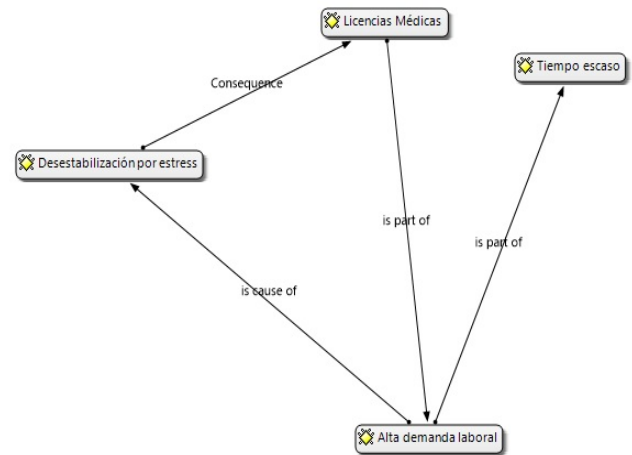 Licencias Médicas
Tiempo escaso
Consequence
Desestabilización por estress
is part of
is part of
is cause of
Alta demanda laboral